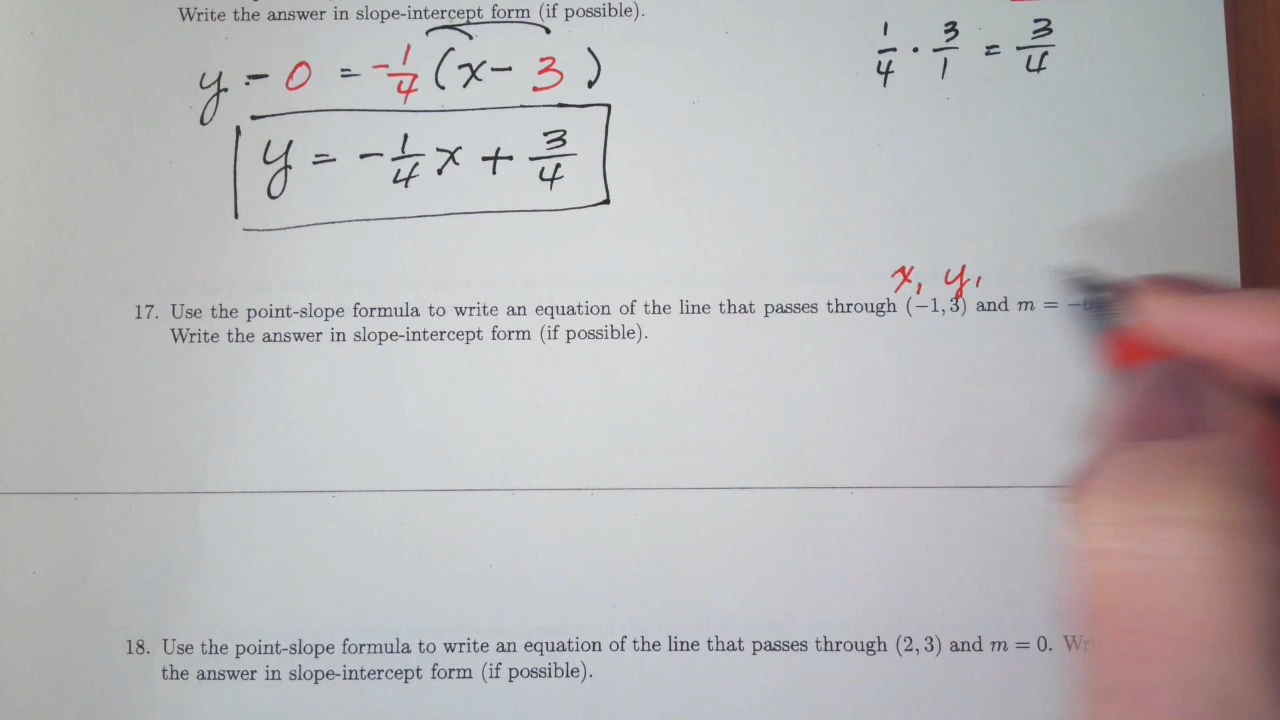 Write the answer in slope-intercept form (if possible).
y - 0 = -1/4 (x - 3)
1/4 · 3/1 = 3/4
y = -1/4 x + 3/4
x₁ y₁
17. Use the point-slope formula to write an equation of the line that passes through (−1, 3) and m = −
Write the answer in slope-intercept form (if possible).
18. Use the point-slope formula to write an equation of the line that passes through (2, 3) and m = 0.
the answer in slope-intercept form (if possible).